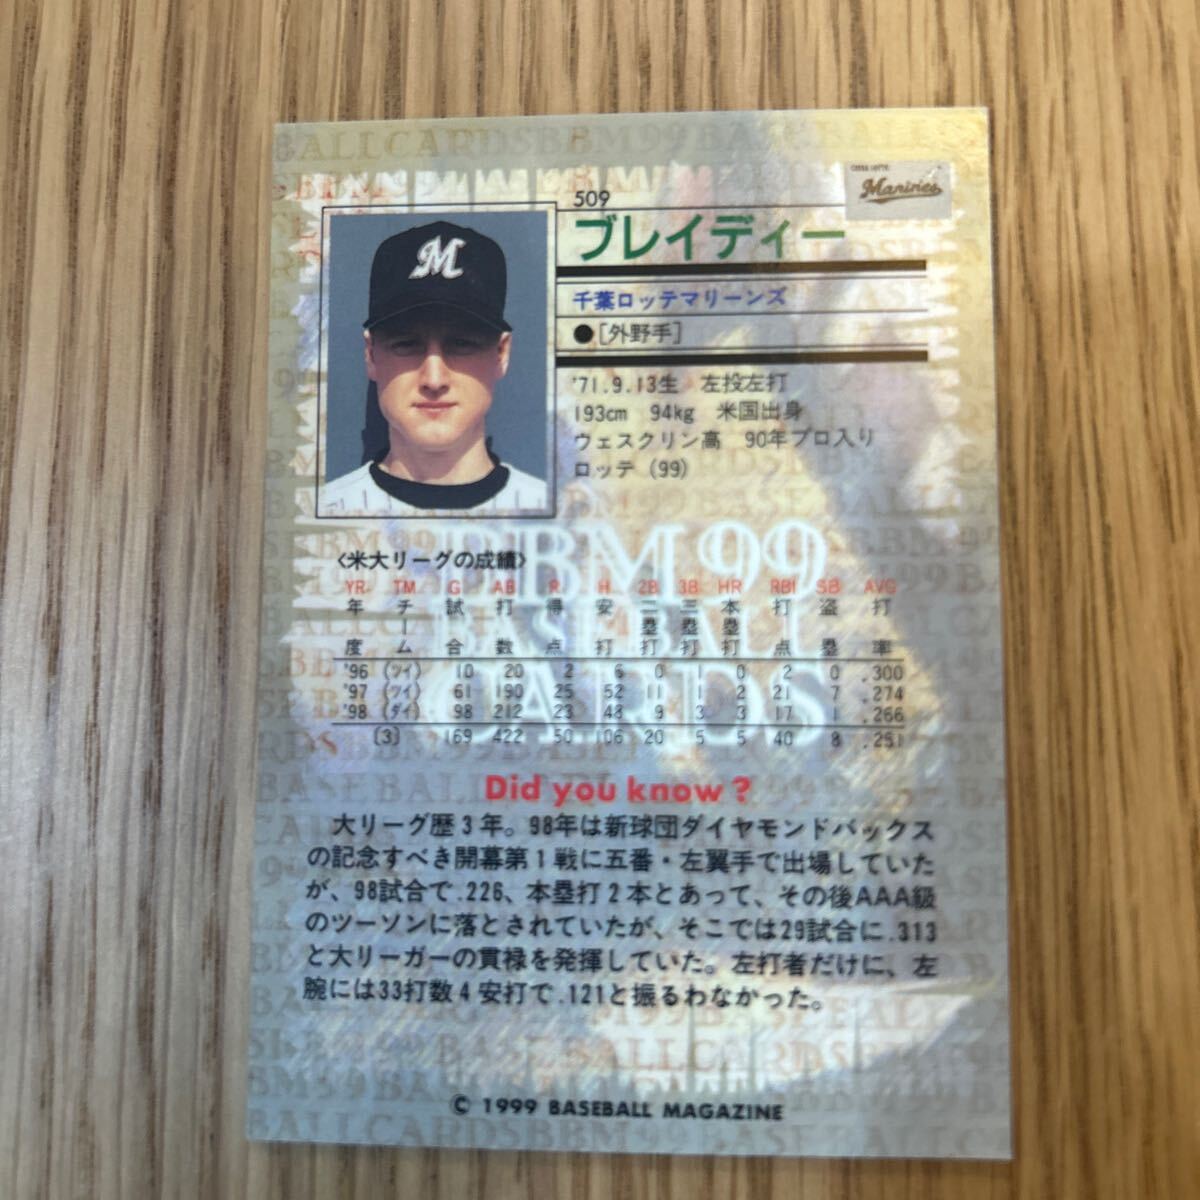 509
ブレイディー
Marines
M
千葉ロッテマリーンズ
●[外野手]
'71.9.13生 左投左打
193cm 94kg 米国出身
ウェスクリン高 90年プロ入り
ロッテ (99)
BBM 99
BASEBALL
CARDS
〈米大リーグの成績〉
YR. TM G AB R H 2B 3B HR RBI SB AVG
年度 チーム 試合 打数 得点 安打 二塁打 三塁打 本塁打 打点 盗塁 打率
'96 (ツイ) 10 20 2 6 0 1 0 2 0 .300
'97 (ツイ) 61 190 25 52 11 1 2 21 7 .274
'98 (ダイ) 98 212 23 48 9 3 3 17 1 .266
[3] 169 422 50 106 20 5 5 40 8 .251
Did you know?
大リーグ歴3年。98年は新球団ダイヤモンドバックス
の記念すべき開幕第1戦に五番・左翼手で出場していた
が、98試合で.226、本塁打2本とあって、その後AAA級
のツーソンに落とされていたが、そこでは29試合に.313
と大リーガーの貫禄を発揮していた。左打者だけに、左
腕には33打数4安打で.121と振るわなかった。
© 1999 BASEBALL MAGAZINE